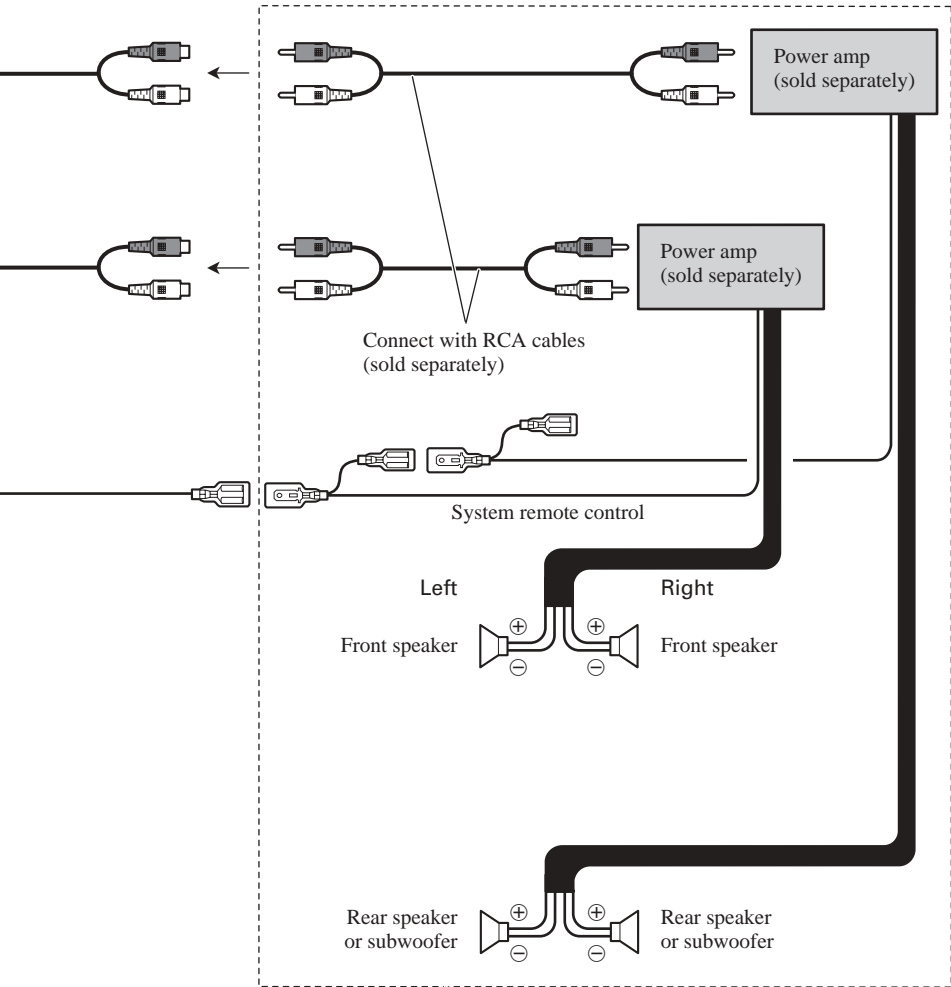 Power amp
(sold separately)
Power amp
(sold separately)
Connect with RCA cables
(sold separately)
System remote control
Left
Right
Front speaker
Front speaker
Rear speaker
or subwoofer
Rear speaker
or subwoofer